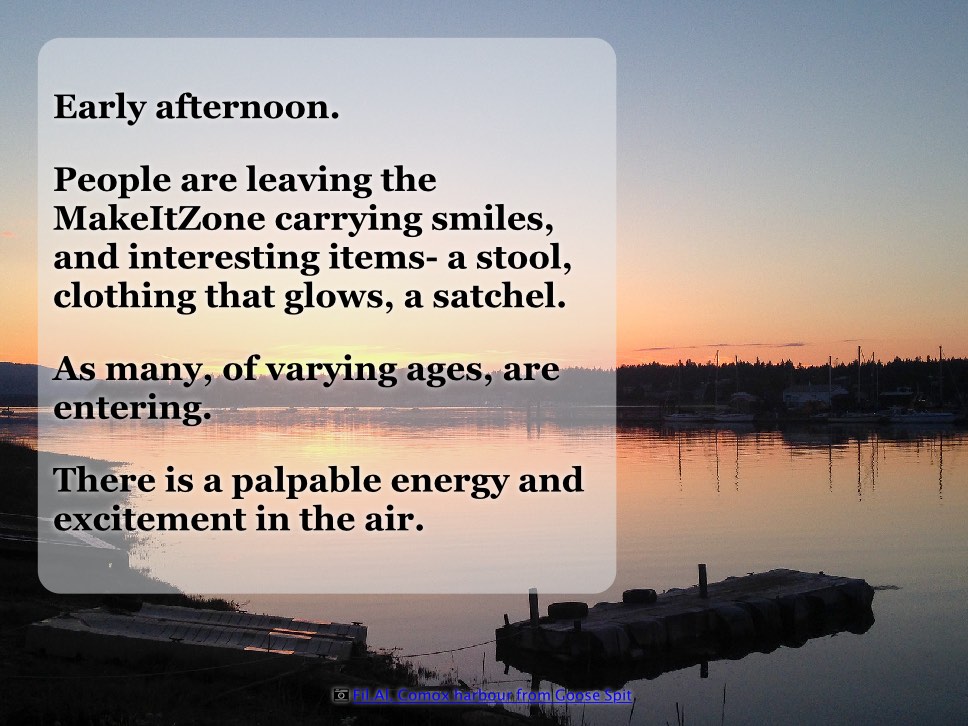 Early afternoon.
People are leaving the
MakeItZone carrying smiles,
and interesting items- a stool,
clothing that glows, a satchel.
As many, of varying ages, are
entering.
There is a palpable energy and
excitement in the air.
Fil.Al, Comox harbour from Goose Spit,